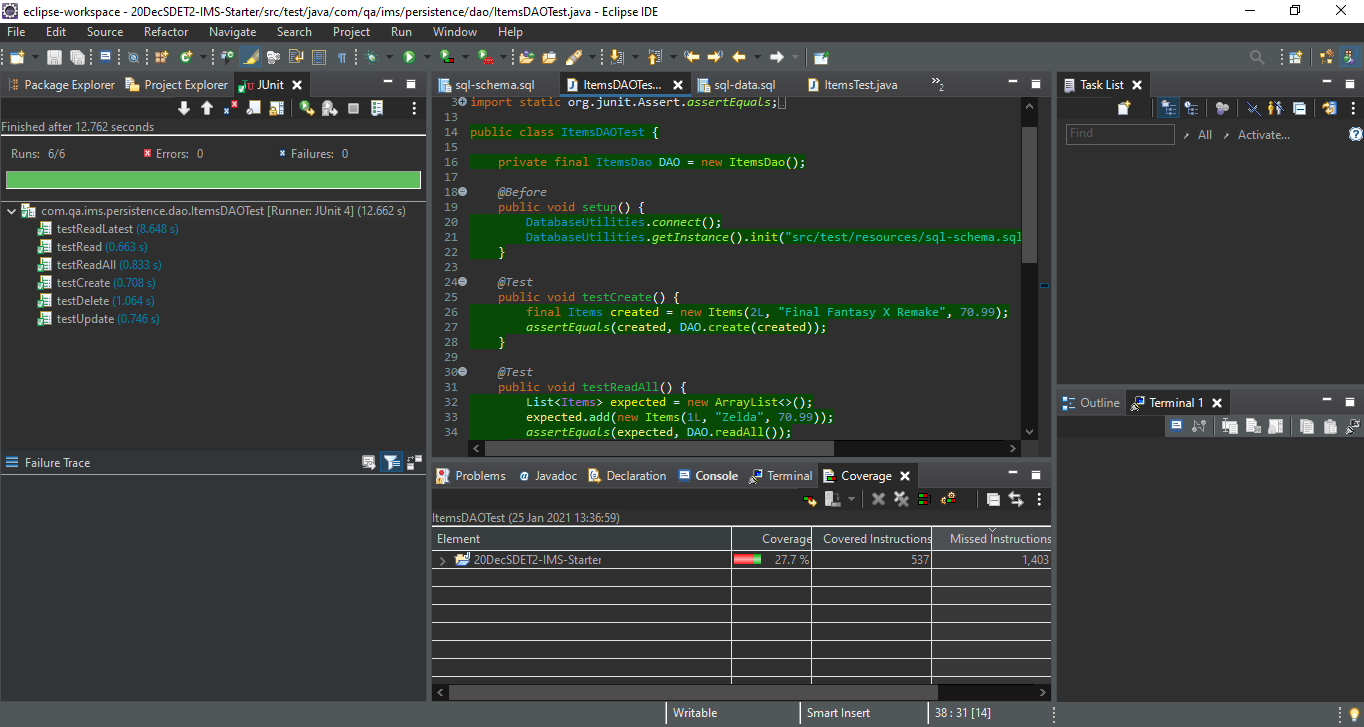 eclipse-workspace - 20DecSDET2-IMS-Starter/src/test/java/com/qa/ims/persistence/dao/ItemsDAOTest.java - Eclipse IDE
File Edit Source Refactor Navigate Search Project Run Window Help
Package Explorer Project Explorer JUnit
Finished after 12.762 seconds
Runs: 6/6 Errors: 0 Failures: 0
com.qa.ims.persistence.dao.ItemsDAOTest [Runner: JUnit 4] (12.662 s)
testReadLatest (8.648 s)
testRead (0.663 s)
testReadAll (0.833 s)
testCreate (0.708 s)
testDelete (1.064 s)
testUpdate (0.746 s)
Failure Trace
sql-schema.sql ItemsDAOTes... sql-data.sql ItemsTest.java »2
3 import static org.junit.Assert.assertEquals;
13
14 public class ItemsDAOTest {
15
16 private final ItemsDao DAO = new ItemsDao();
17
18 @Before
19 public void setup() {
20 DatabaseUtilities.connect();
21 DatabaseUtilities.getInstance().init("src/test/resources/sql-schema.sql
22 }
23
24 @Test
25 public void testCreate() {
26 final Items created = new Items(2L, "Final Fantasy X Remake", 70.99);
27 assertEquals(created, DAO.create(created));
28 }
29
30 @Test
31 public void testReadAll() {
32 List<Items> expected = new ArrayList<>();
33 expected.add(new Items(1L, "Zelda", 70.99));
34 assertEquals(expected, DAO.readAll());
Problems Javadoc Declaration Console Terminal Coverage
ItemsDAOTest (25 Jan 2021 13:36:59)
Element Coverage Covered Instructions Missed Instructions
20DecSDET2-IMS-Starter 27.7 % 537 1,403
Task List
Find All Activate...
Outline Terminal 1
Writable Smart Insert 38 : 31 [14]